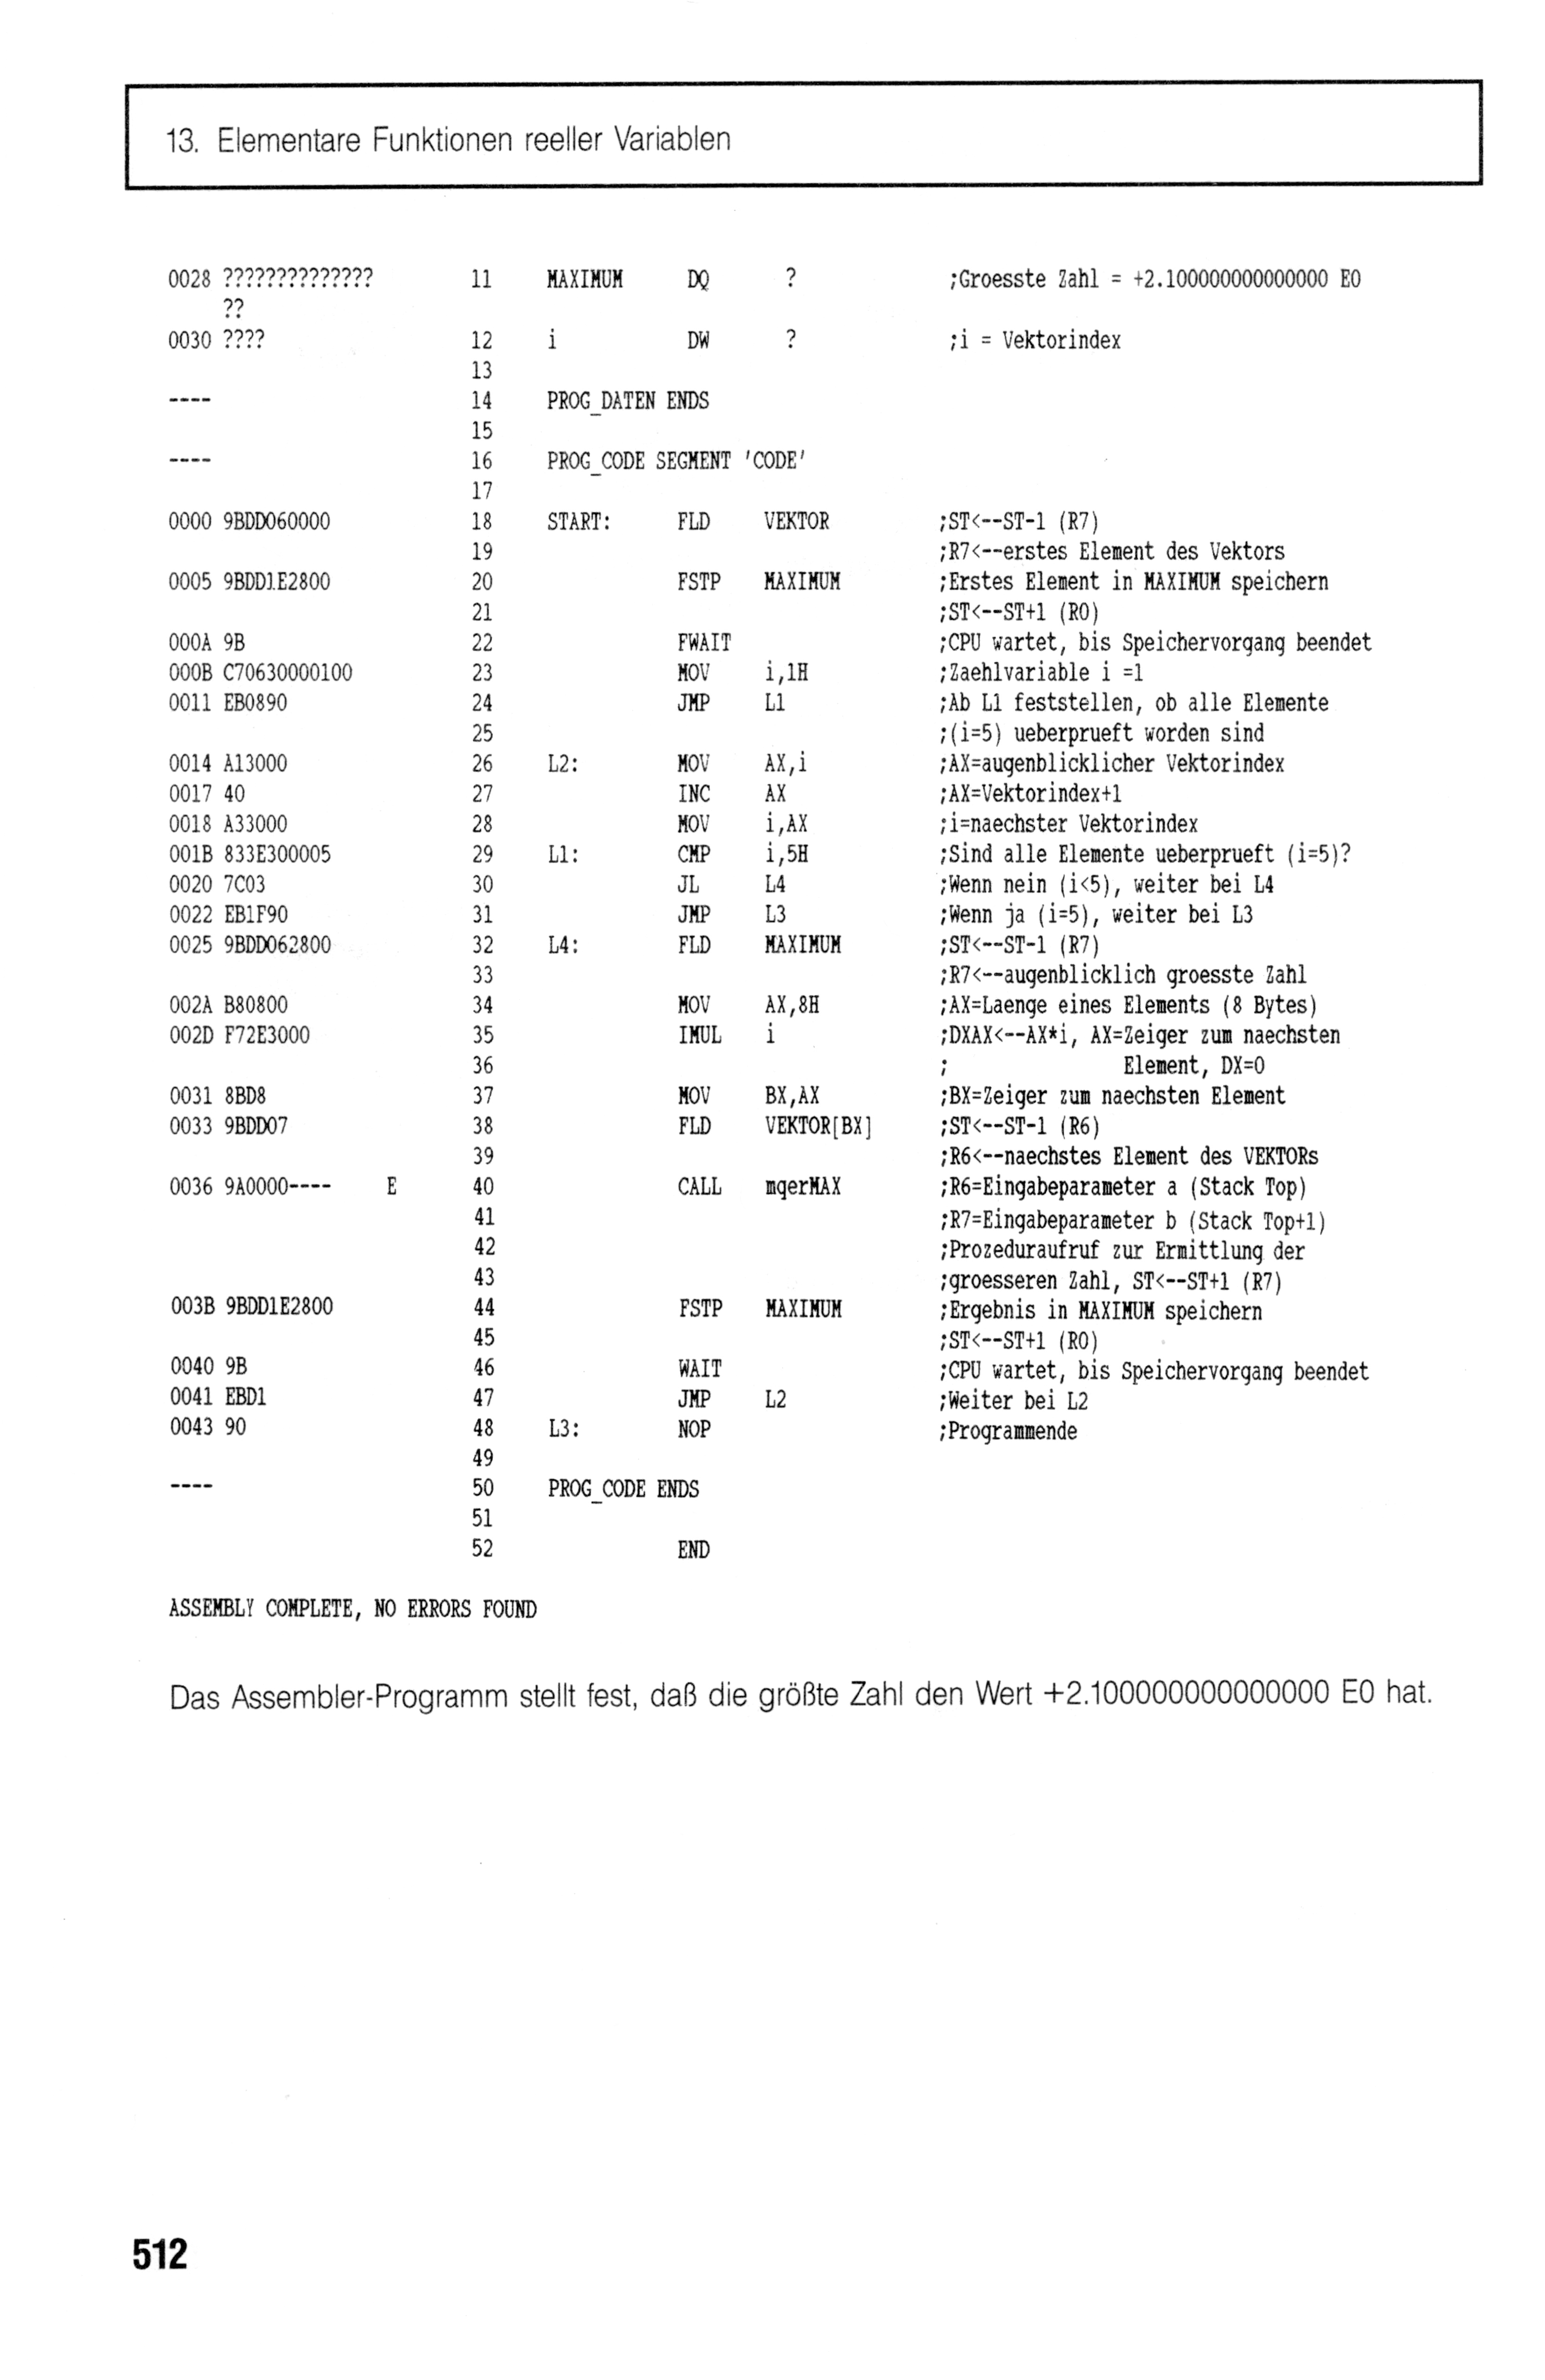 13. Elementare Funktionen reeller Variablen
0028 ?????????????? 11 MAXIMUM DQ ? ;Groesste Zahl = +2.100000000000000 E0
??
0030 ???? 12 i DW ? ;i = Vektorindex
13
---- 14 PROG_DATEN ENDS
15
---- 16 PROG_CODE SEGMENT 'CODE'
17
0000 9BDD060000 18 START: FLD VEKTOR ;ST<--ST-1 (R7)
19 ;R7<--erstes Element des Vektors
0005 9BDD1E2800 20 FSTP MAXIMUM ;Erstes Element in MAXIMUM speichern
21 ;ST<--ST+1 (R0)
000A 9B 22 FWAIT ;CPU wartet, bis Speichervorgang beendet
000B C70630000100 23 MOV i,1H ;Zaehlvariable i =1
0011 EB0890 24 JMP L1 ;Ab L1 feststellen, ob alle Elemente
25 ;(i=5) ueberprueft worden sind
0014 A13000 26 L2: MOV AX,i ;AX=augenblicklicher Vektorindex
0017 40 27 INC AX ;AX=Vektorindex+1
0018 A33000 28 MOV i,AX ;i=naechster Vektorindex
001B 833E300005 29 L1: CMP i,5H ;Sind alle Elemente ueberprueft (i=5)?
0020 7C03 30 JL L4 ;Wenn nein (i<5), weiter bei L4
0022 EB1F90 31 JMP L3 ;Wenn ja (i=5), weiter bei L3
0025 9BDD062800 32 L4: FLD MAXIMUM ;ST<--ST-1 (R7)
33 ;R7<--augenblicklich groesste Zahl
002A B80800 34 MOV AX,8H ;AX=Laenge eines Elements (8 Bytes)
002D F72E3000 35 IMUL i ;DXAX<--AX*i, AX=Zeiger zum naechsten
36 ; Element, DX=0
0031 8BD8 37 MOV BX,AX ;BX=Zeiger zum naechsten Element
0033 9BDD07 38 FLD VEKTOR[BX] ;ST<--ST-1 (R6)
39 ;R6<--naechstes Element des VEKTORs
0036 9A0000---- E 40 CALL mqerMAX ;R6=Eingabeparameter a (Stack Top)
41 ;R7=Eingabeparameter b (Stack Top+1)
42 ;Prozeduraufruf zur Ermittlung der
43 ;groesseren Zahl, ST<--ST+1 (R7)
003B 9BDD1E2800 44 FSTP MAXIMUM ;Ergebnis in MAXIMUM speichern
45 ;ST<--ST+1 (R0)
0040 9B 46 WAIT ;CPU wartet, bis Speichervorgang beendet
0041 EBD1 47 JMP L2 ;Weiter bei L2
0043 90 48 L3: NOP ;Programmende
49
---- 50 PROG_CODE ENDS
51
52 END
ASSEMBLY COMPLETE, NO ERRORS FOUND
Das Assembler-Programm stellt fest, daß die größte Zahl den Wert +2.100000000000000 E0 hat.
512